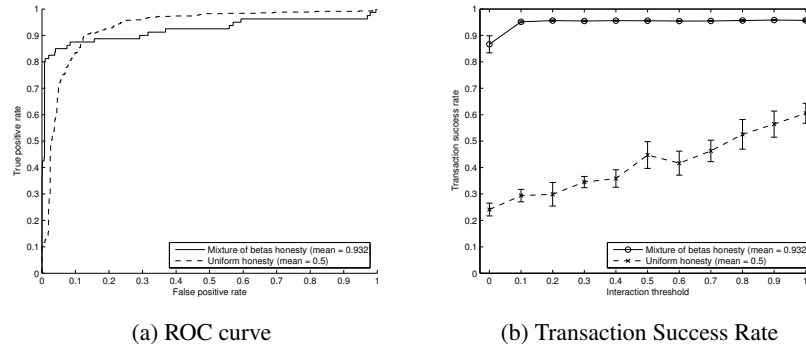 1
0.9
0.8
0.7
0.6
0.5
0.4
0.3
0.2
0.1
0
True positive rate
0 0.1 0.2 0.3 0.4 0.5 0.6 0.7 0.8 0.9 1
False positive rate
Mixture of betas honesty (mean = 0.932
Uniform honesty (mean = 0.5)
(a) ROC curve
1
0.9
0.8
0.7
0.6
0.5
0.4
0.3
0.2
0.1
0
Transaction success rate
0 0.1 0.2 0.3 0.4 0.5 0.6 0.7 0.8 0.9 1
Interaction threshold
Mixture of betas honesty (mean = 0.932
Uniform honesty (mean = 0.5)
(b) Transaction Success Rate